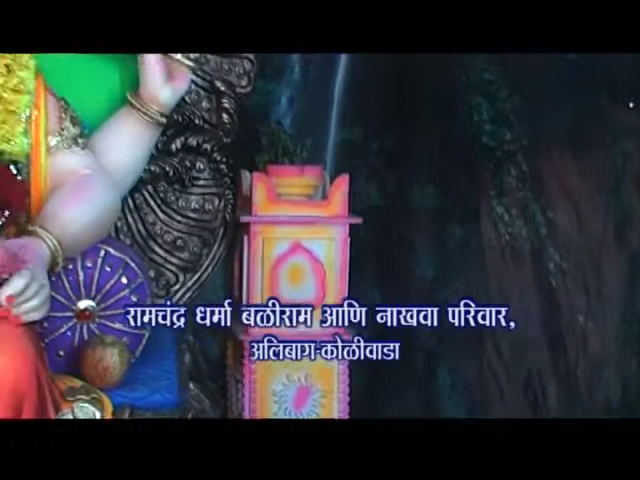 रामचंद्र धर्मा बळीराम आणि नाखवा परिवार,
अलिबाग-कोळीवाडा